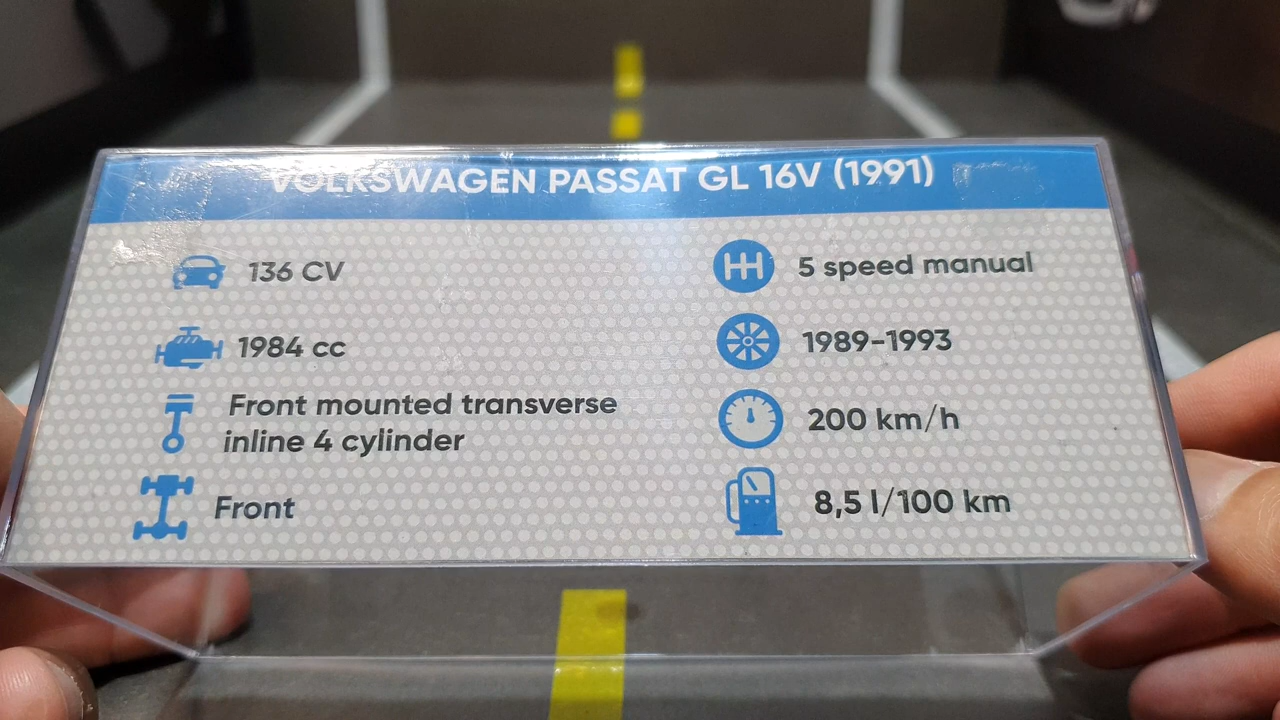 VOLKSWAGEN PASSAT GL 16V (1991)
136 CV
1984 cc
Front mounted transverse
inline 4 cylinder
Front
5 speed manual
1989-1993
200 km/h
8,5 l/100 km